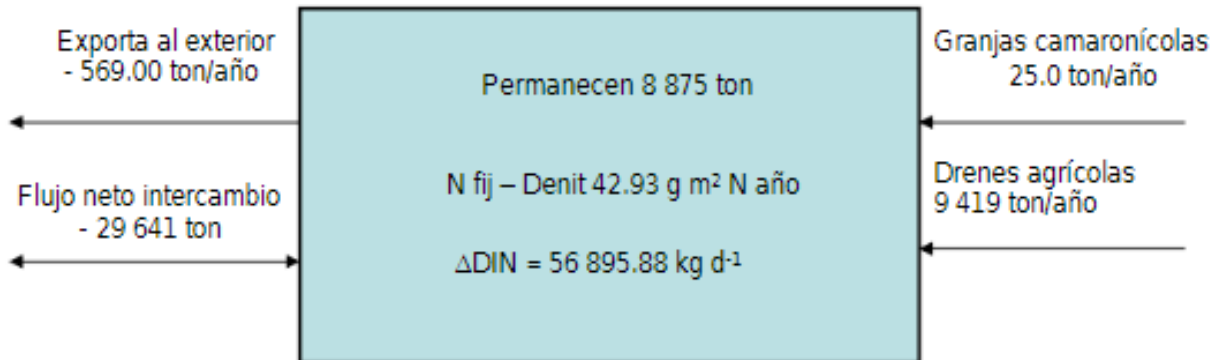 Exporta al exterior
- 569.00 ton/año
Flujo neto intercambio
- 29 641 ton
Permanecen 8 875 ton
N fij – Denit 42.93 g m² N año
ΔDIN = 56 895.88 kg d⁻¹
Granjas camaronícolas
25.0 ton/año
Drenes agrícolas
9 419 ton/año